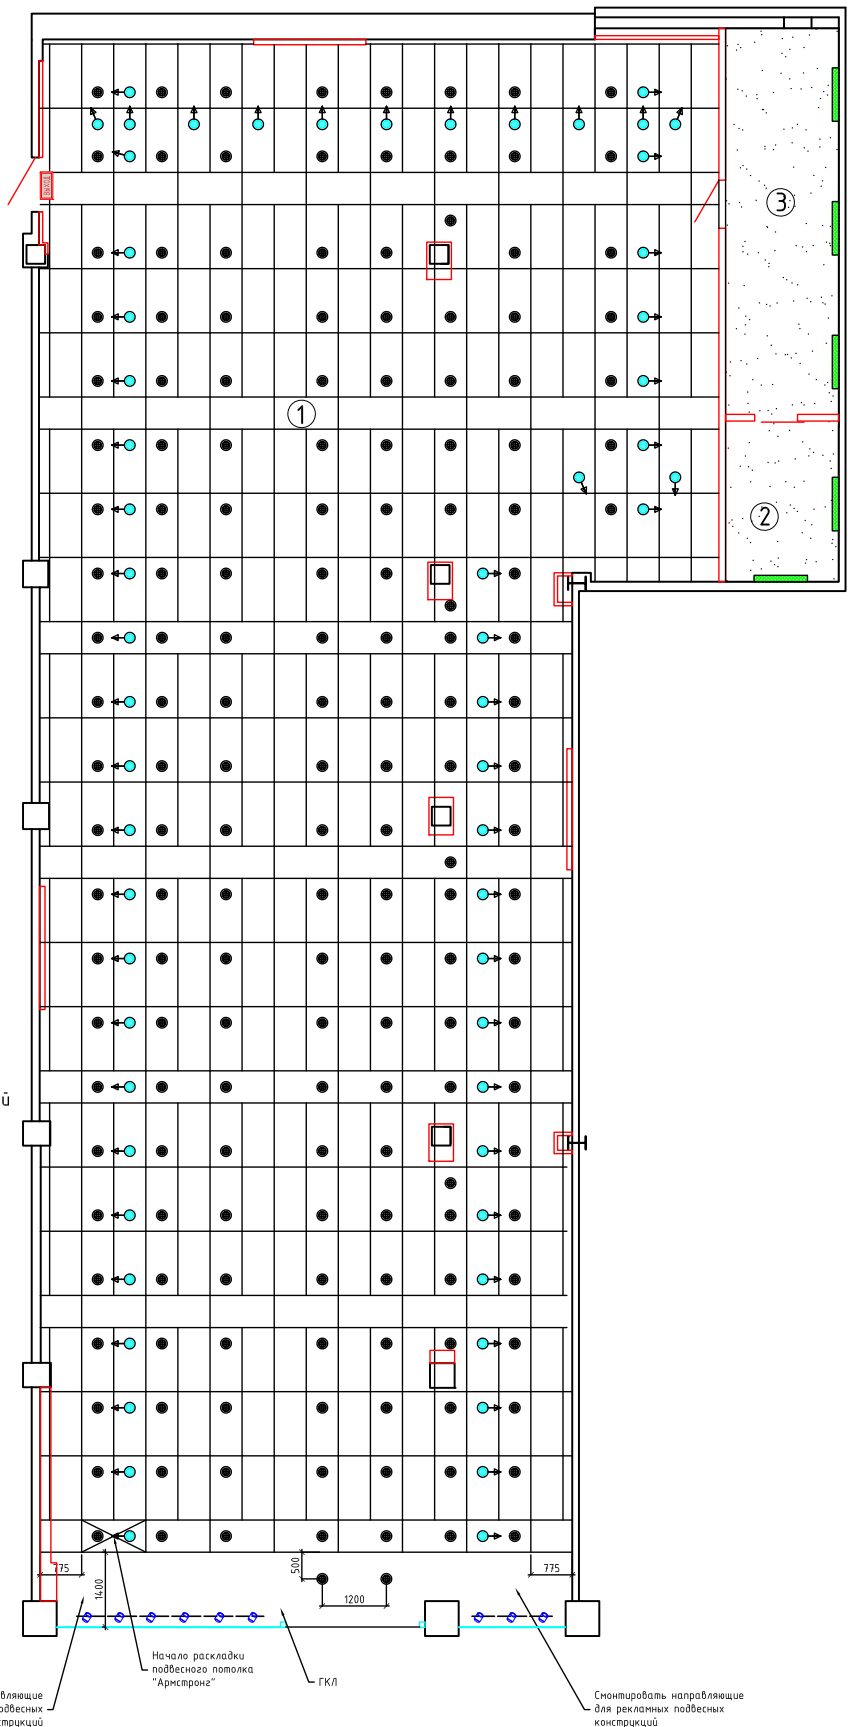 ВЫХОД
3
1
2
й
775
1400
500
1200
775
Начало раскладки
подвесного потолка
"Армстронг"
ГКЛ
Смонтировать направляющие
для рекламных подвесных
конструкций